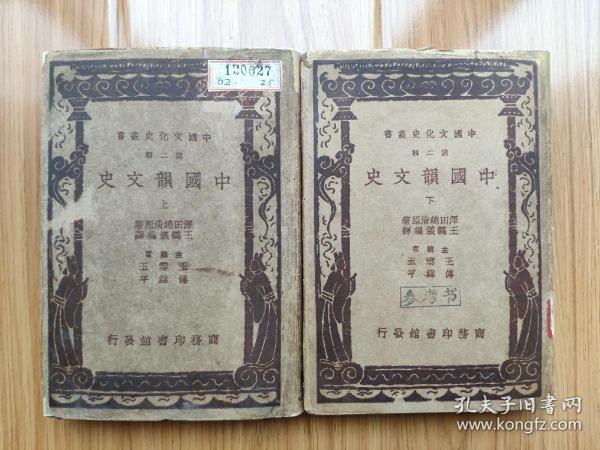 120627
02 25
中國文化史叢書
第二輯
中國韻文史
上
澤田總清原著
王鶴儀編譯
主編者
王雲五
傅緯平
商務印書館發行
中國文化史叢書
第二輯
中國韻文史
下
澤田總清原著
王鶴儀編譯
主編者
王雲五
傅緯平
参考书
商務印書館發行
孔夫子旧书网
www.kongfz.com